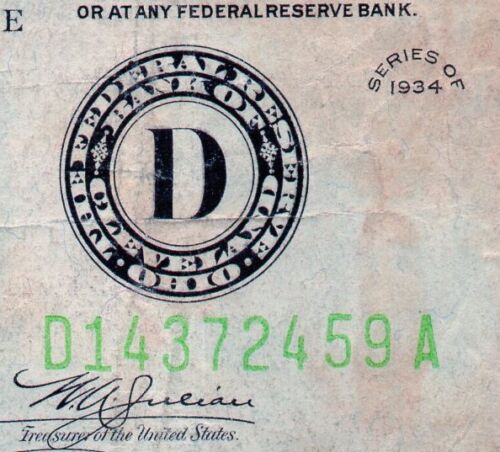 E
OR AT ANY FEDERAL RESERVE BANK.
SERIES OF
1934
THE FEDERAL RESERVE
BANK OF
CLEVELAND
OHIO
D
D14372459A
W.A. Julian
Treasurer of the United States.